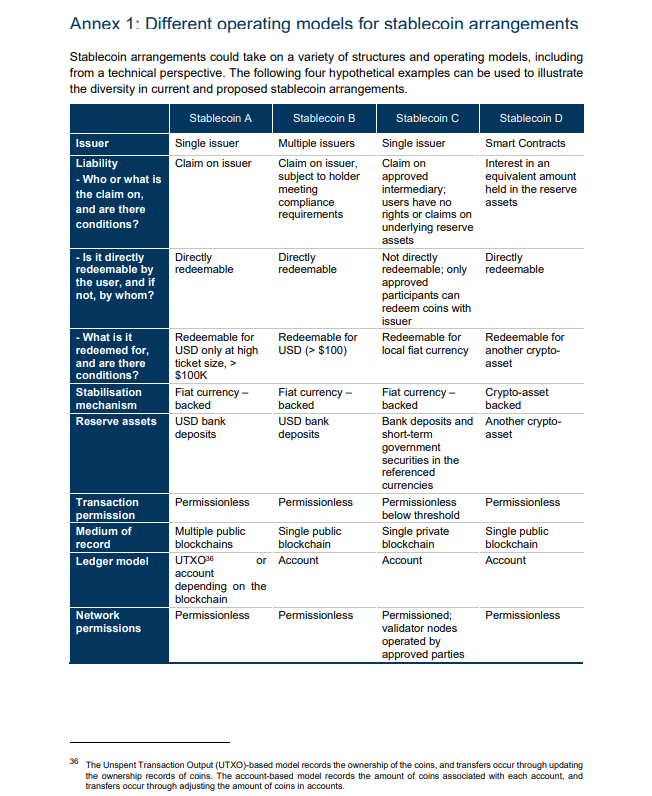 Annex 1: Different operating models for stablecoin arrangements
Stablecoin arrangements could take on a variety of structures and operating models, including
from a technical perspective. The following four hypothetical examples can be used to illustrate
the diversity in current and proposed stablecoin arrangements.
Stablecoin A Stablecoin B Stablecoin C Stablecoin D
Issuer Single issuer Multiple issuers Single issuer Smart Contracts
Liability Claim on issuer Claim on issuer, Claim on Interest in an
- Who or what is subject to holder approved equivalent amount
the claim on, meeting intermediary; held in the reserve
and are there compliance users have no assets
conditions? requirements rights or claims on
underlying reserve
assets
- Is it directly Directly Directly Not directly Directly
redeemable by redeemable redeemable redeemable; only redeemable
the user, and if approved
not, by whom? participants can
redeem coins with
issuer
- What is it Redeemable for Redeemable for Redeemable for Redeemable for
redeemed for, USD only at high USD (> $100) local fiat currency another crypto-
and are there ticket size, > asset
conditions? $100K
Stabilisation Fiat currency – Fiat currency – Fiat currency – Crypto-asset
mechanism backed backed backed backed
Reserve assets USD bank USD bank Bank deposits and Another crypto-
deposits deposits short-term asset
government
securities in the
referenced
currencies
Transaction Permissionless Permissionless Permissionless Permissionless
permission below threshold
Medium of Multiple public Single public Single private Single public
record blockchains blockchain blockchain blockchain
Ledger model UTXO36 or Account Account Account
account
depending on the
blockchain
Network Permissionless Permissionless Permissioned; Permissionless
permissions validator nodes
operated by
approved parties
36 The Unspent Transaction Output (UTXO)-based model records the ownership of the coins, and transfers occur through updating
the ownership records of coins. The account-based model records the amount of coins associated with each account, and
transfers occur through adjusting the amount of coins in accounts.